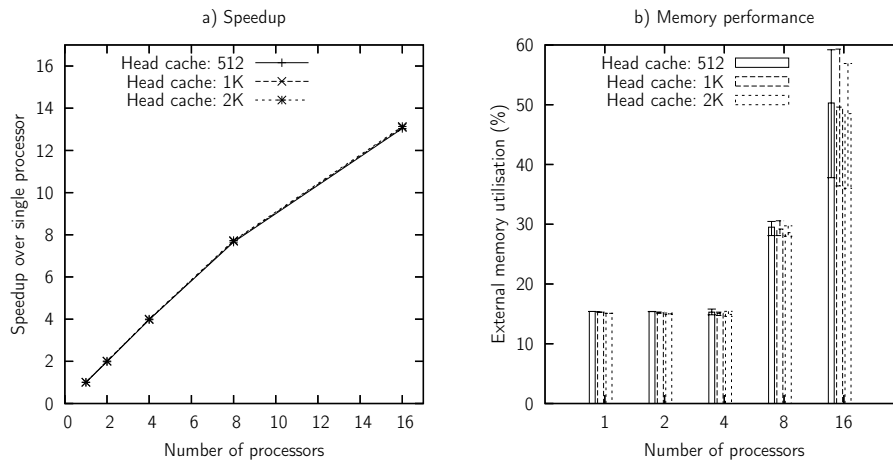 a) Speedup
16
14
12
10
8
6
4
2
0
0 2 4 6 8 10 12 14 16
Speedup over single processor
Number of processors
Head cache: 512
Head cache: 1K
Head cache: 2K
b) Memory performance
60
50
40
30
20
10
0
1 2 4 8 16
External memory utilisation (%)
Number of processors
Head cache: 512
Head cache: 1K
Head cache: 2K